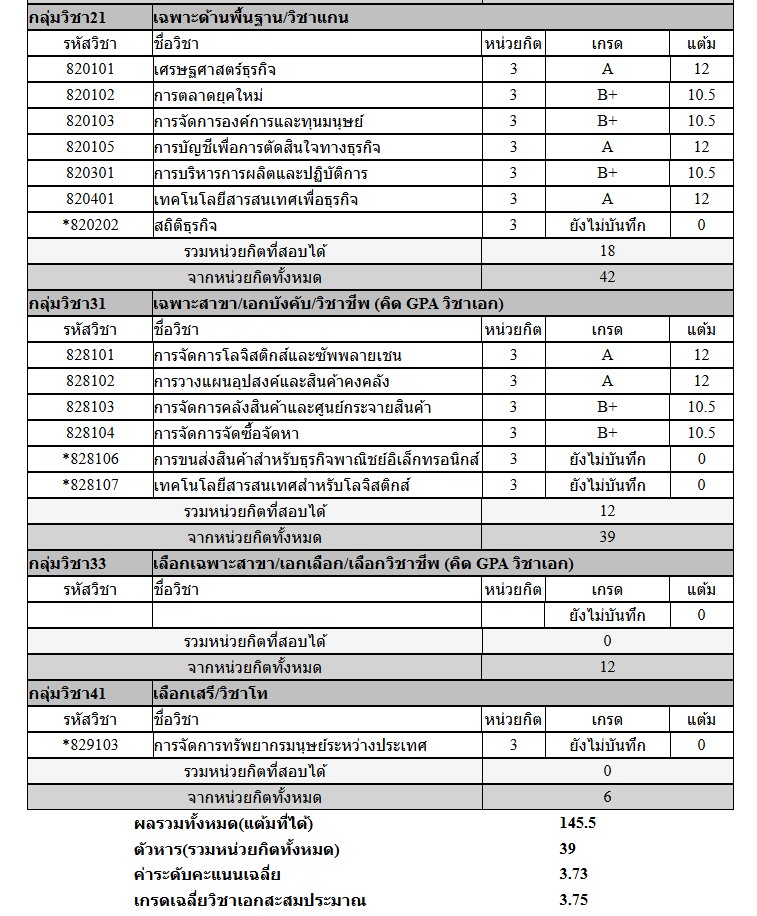 กลุ่มวิชา21 เฉพาะด้านพื้นฐาน/วิชาแกน
รหัสวิชา ชื่อวิชา หน่วยกิต เกรด แต้ม
820101 เศรษฐศาสตร์ธุรกิจ 3 A 12
820102 การตลาดยุคใหม่ 3 B+ 10.5
820103 การจัดการองค์การและทุนมนุษย์ 3 B+ 10.5
820105 การบัญชีเพื่อการตัดสินใจทางธุรกิจ 3 A 12
820301 การบริหารการผลิตและปฏิบัติการ 3 B+ 10.5
820401 เทคโนโลยีสารสนเทศเพื่อธุรกิจ 3 A 12
*820202 สถิติธุรกิจ 3 ยังไม่บันทึก 0
รวมหน่วยกิตที่สอบได้ 18
จากหน่วยกิตทั้งหมด 42
กลุ่มวิชา31 เฉพาะสาขา/เอกบังคับ/วิชาชีพ (คิด GPA วิชาเอก)
รหัสวิชา ชื่อวิชา หน่วยกิต เกรด แต้ม
828101 การจัดการโลจิสติกส์และซัพพลายเชน 3 A 12
828102 การวางแผนอุปสงค์และสินค้าคงคลัง 3 A 12
828103 การจัดการคลังสินค้าและศูนย์กระจายสินค้า 3 B+ 10.5
828104 การจัดการจัดซื้อจัดหา 3 B+ 10.5
*828106 การขนส่งสินค้าสำหรับธุรกิจพาณิชย์อิเล็กทรอนิกส์ 3 ยังไม่บันทึก 0
*828107 เทคโนโลยีสารสนเทศสำหรับโลจิสติกส์ 3 ยังไม่บันทึก 0
รวมหน่วยกิตที่สอบได้ 12
จากหน่วยกิตทั้งหมด 39
กลุ่มวิชา33 เลือกเฉพาะสาขา/เอกเลือก/เลือกวิชาชีพ (คิด GPA วิชาเอก)
รหัสวิชา ชื่อวิชา หน่วยกิต เกรด แต้ม
ยังไม่บันทึก 0
รวมหน่วยกิตที่สอบได้ 0
จากหน่วยกิตทั้งหมด 12
กลุ่มวิชา41 เลือกเสรี/วิชาโท
รหัสวิชา ชื่อวิชา หน่วยกิต เกรด แต้ม
*829103 การจัดการทรัพยากรมนุษย์ระหว่างประเทศ 3 ยังไม่บันทึก 0
รวมหน่วยกิตที่สอบได้ 0
จากหน่วยกิตทั้งหมด 6
ผลรวมทั้งหมด(แต้มที่ได้) 145.5
ตัวหาร(รวมหน่วยกิตทั้งหมด) 39
ค่าระดับคะแนนเฉลี่ย 3.73
เกรดเฉลี่ยวิชาเอกสะสมประมาณ 3.75